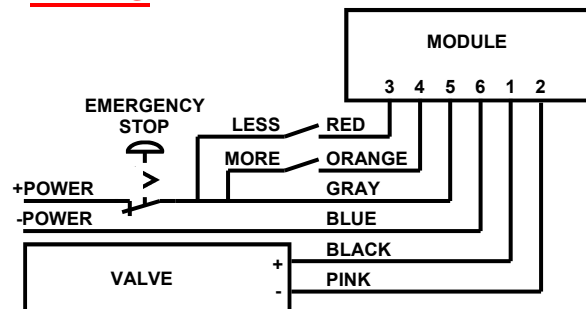 MODULE
3 4 5 6 1 2
EMERGENCY
STOP
LESS RED
MORE ORANGE
+POWER GRAY
-POWER BLUE
BLACK
VALVE + -
PINK